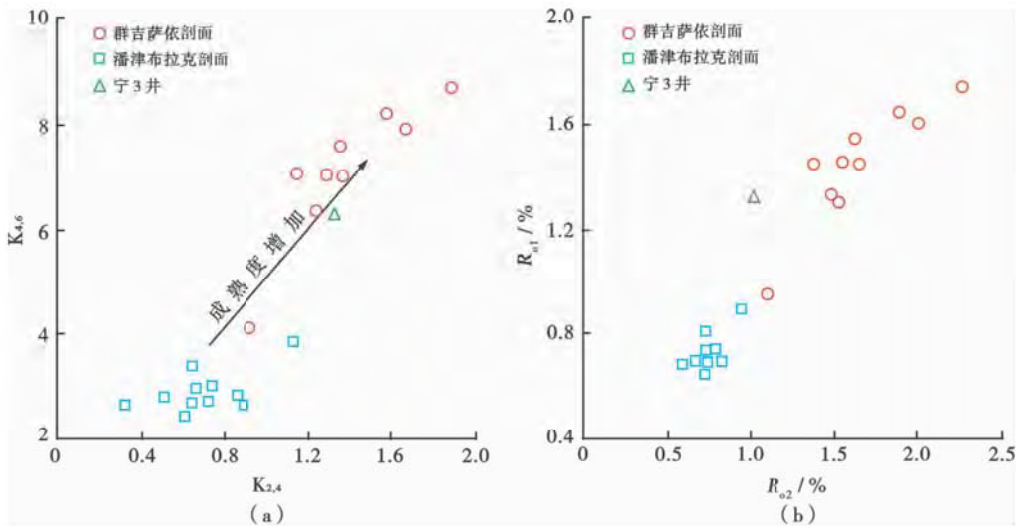 10
8
6
4
2
K4,6
群吉萨依剖面
潘津布拉克剖面
宁3井
成熟度增加
0.4
0.8
1.2
1.6
2.0
K2,4
(a)
2.0
1.6
1.2
0.8
0.4
Ro1 / %
群吉萨依剖面
潘津布拉克剖面
宁3井
0
0.5
1.0
1.5
2.0
2.5
Ro2 / %
(b)